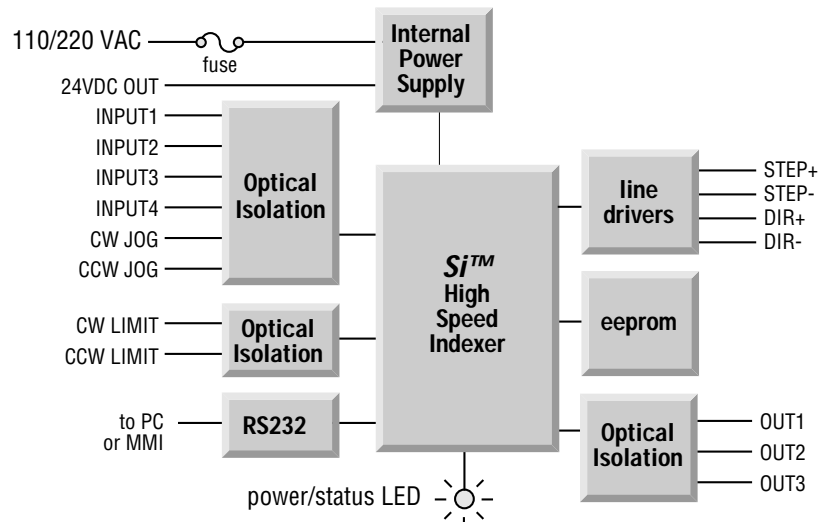 110/220 VAC
fuse
Internal
Power
Supply
24VDC OUT
INPUT1
INPUT2
INPUT3
INPUT4
CW JOG
CCW JOG
Optical
Isolation
CW LIMIT
CCW LIMIT
Optical
Isolation
to PC
or MMI
RS232
Si™
High
Speed
Indexer
power/status LED
line
drivers
STEP+
STEP-
DIR+
DIR-
eeprom
Optical
Isolation
OUT1
OUT2
OUT3